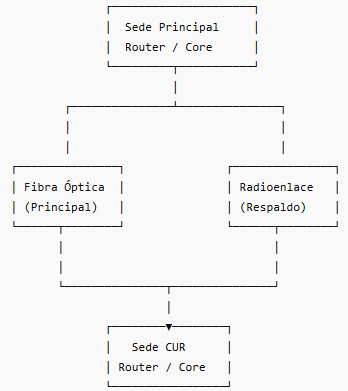 Sede Principal
Router / Core
Fibra Óptica
(Principal)
Radioenlace
(Respaldo)
Sede CUR
Router / Core